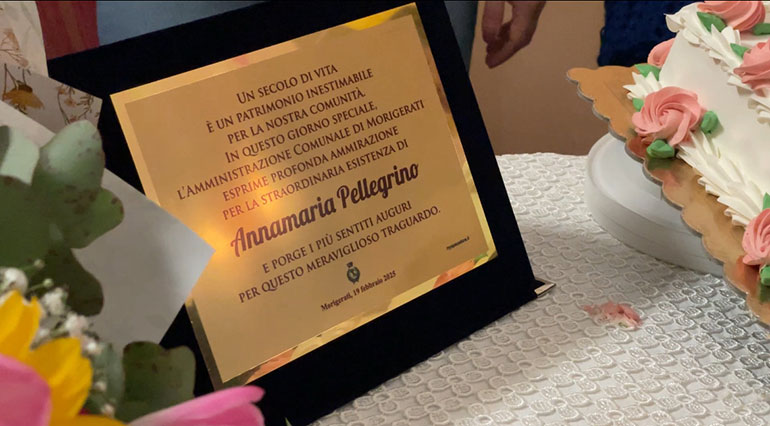 UN SECOLO DI VITA
È UN PATRIMONIO INESTIMABILE
PER LA NOSTRA COMUNITÀ.
IN QUESTO GIORNO SPECIALE,
L'AMMINISTRAZIONE COMUNALE DI MORIGERATI
ESPRIME PROFONDA AMMIRAZIONE
PER LA STRAORDINARIA ESISTENZA DI
Annamaria Pellegrino
E PORGE I PIÙ SENTITI AUGURI
PER QUESTO MERAVIGLIOSO TRAGUARDO.
Morigerati, 19 febbraio 2025